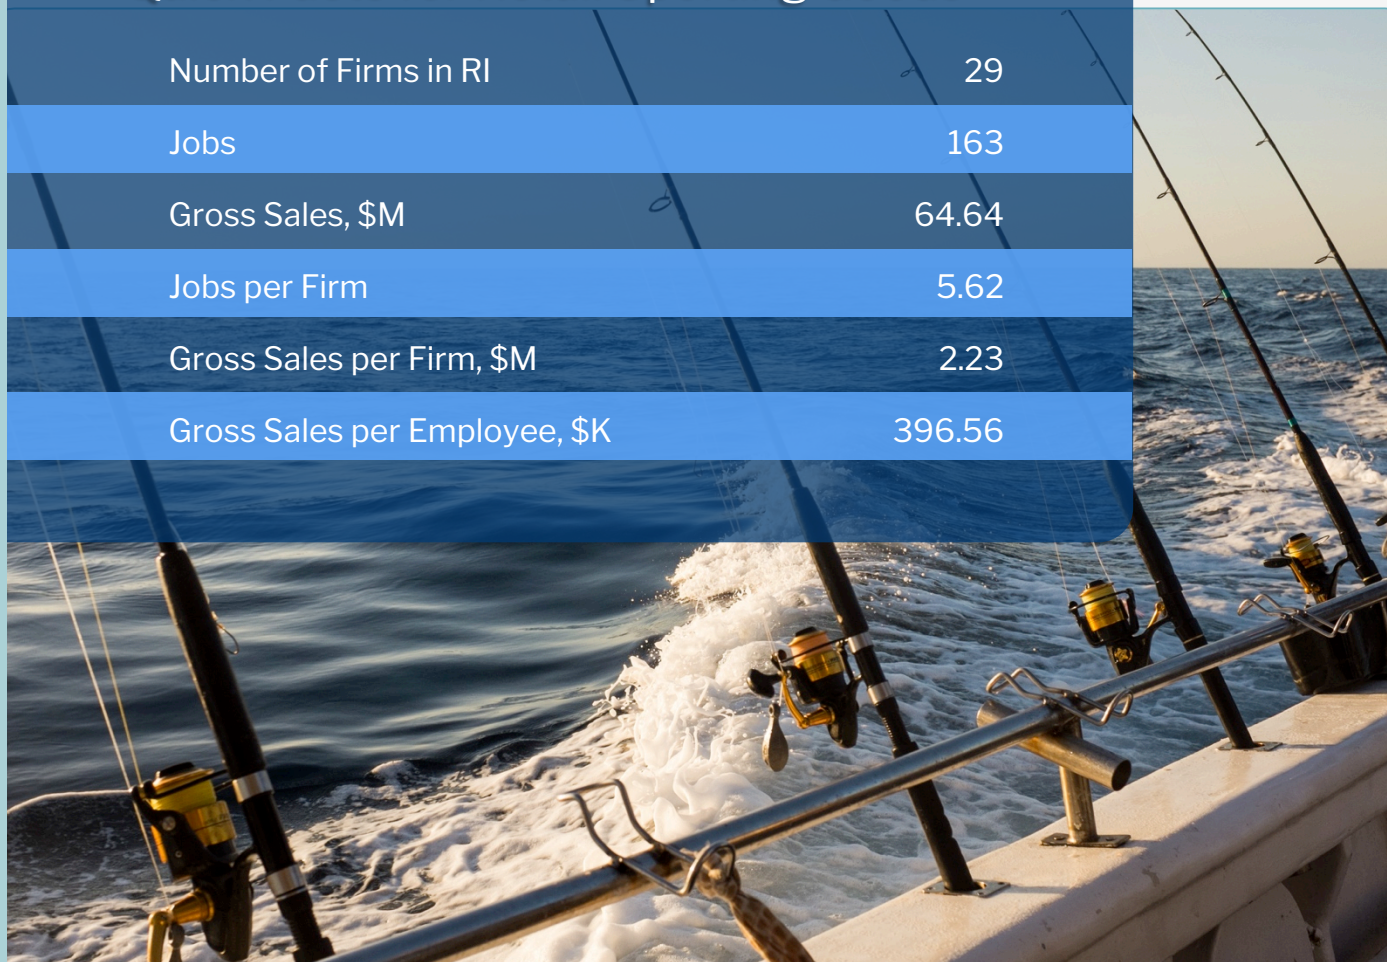 Number of Firms in RI 29
Jobs 163
Gross Sales, $M 64.64
Jobs per Firm 5.62
Gross Sales per Firm, $M 2.23
Gross Sales per Employee, $K 396.56